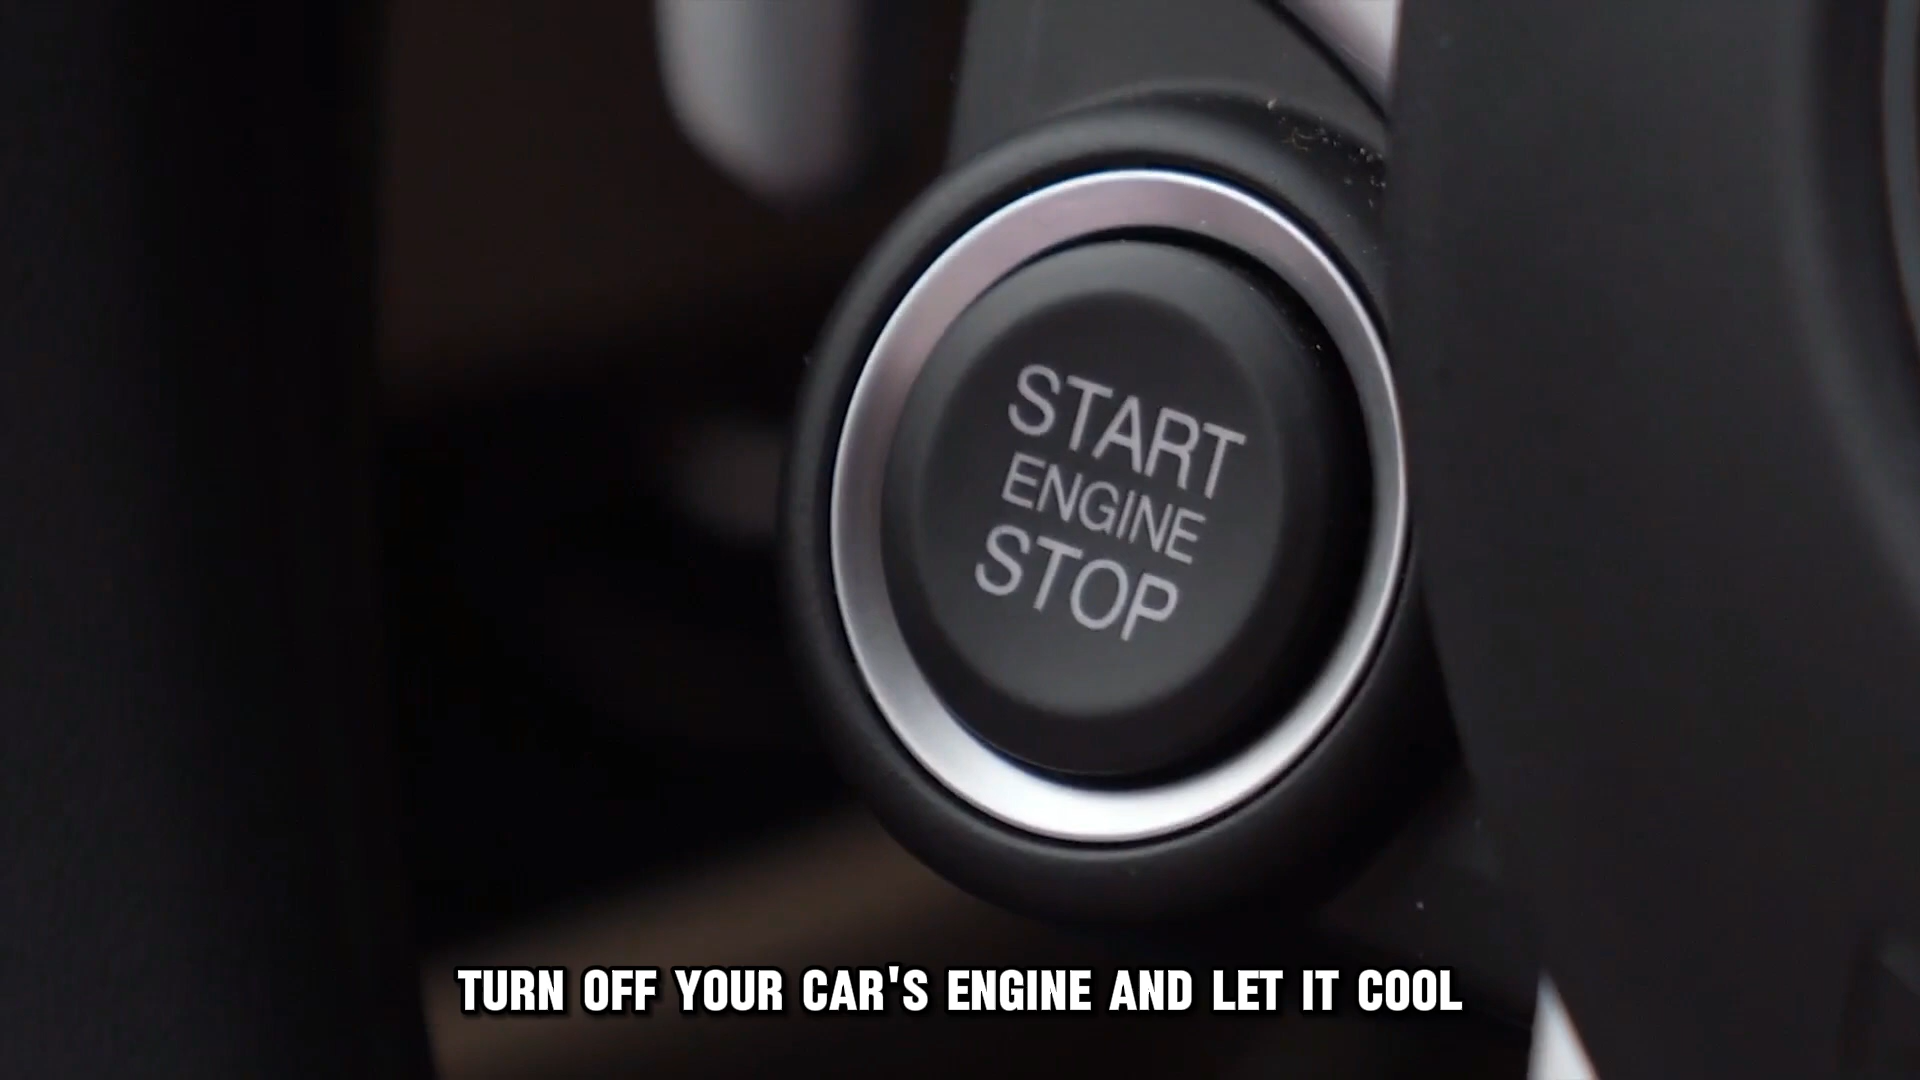 START
ENGINE
STOP
TURN OFF YOUR CAR'S ENGINE AND LET IT COOL